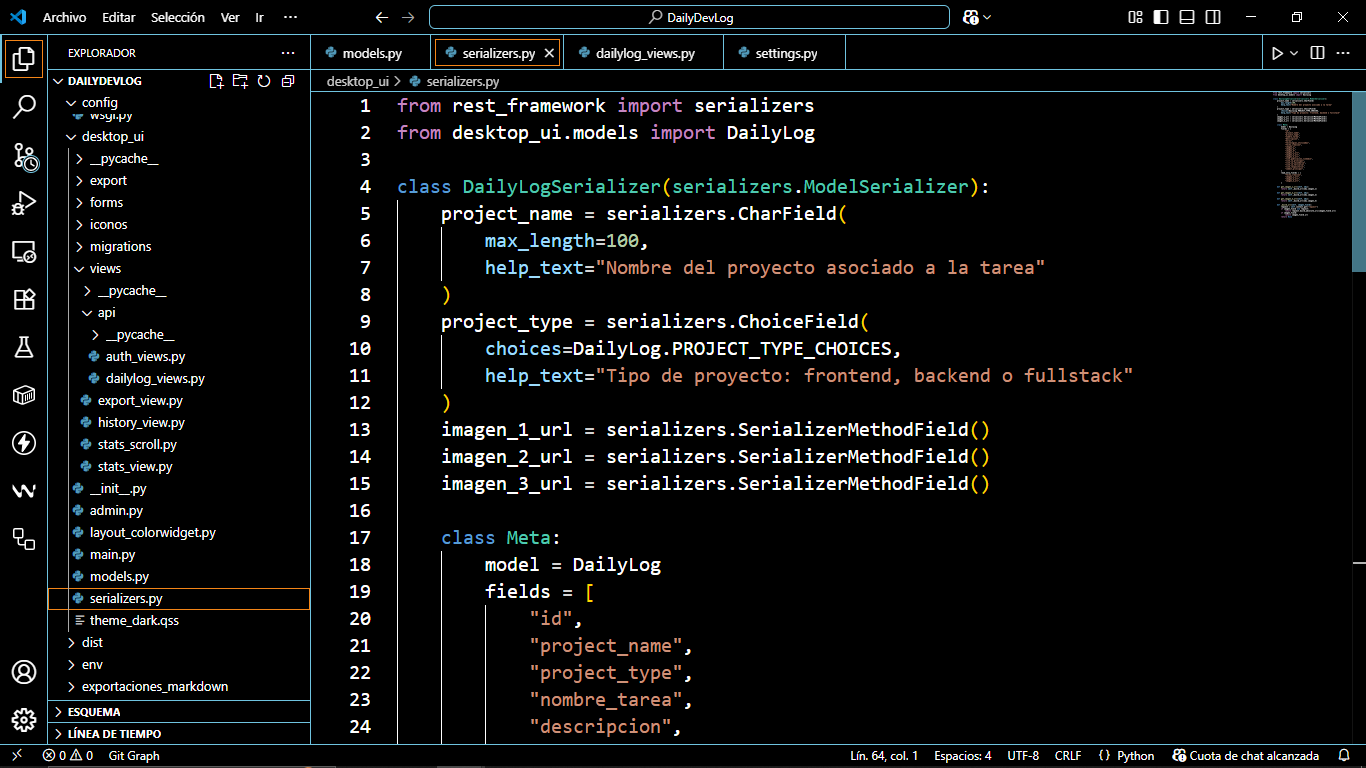 Archivo Editar Selección Ver Ir ···
DailyDevLog
EXPLORADOR ···
DAILYDEVLOG
config
wsgi.py
desktop_ui
__pycache__
export
forms
iconos
migrations
views
__pycache__
api
__pycache__
auth_views.py
dailylog_views.py
export_view.py
history_view.py
stats_scroll.py
stats_view.py
__init__.py
admin.py
layout_colorwidget.py
main.py
models.py
serializers.py
theme_dark.qss
dist
env
exportaciones_markdown
ESQUEMA
LÍNEA DE TIEMPO
models.py serializers.py dailylog_views.py settings.py
desktop_ui > serializers.py
1 from rest_framework import serializers
2 from desktop_ui.models import DailyLog
3
4 class DailyLogSerializer(serializers.ModelSerializer):
5 project_name = serializers.CharField(
6 max_length=100,
7 help_text="Nombre del proyecto asociado a la tarea"
8 )
9 project_type = serializers.ChoiceField(
10 choices=DailyLog.PROJECT_TYPE_CHOICES,
11 help_text="Tipo de proyecto: frontend, backend o fullstack"
12 )
13 imagen_1_url = serializers.SerializerMethodField()
14 imagen_2_url = serializers.SerializerMethodField()
15 imagen_3_url = serializers.SerializerMethodField()
16
17 class Meta:
18 model = DailyLog
19 fields = [
20 "id",
21 "project_name",
22 "project_type",
23 "nombre_tarea",
24 "descripcion",
0 0 Git Graph
Lín. 64, col. 1 Espacios: 4 UTF-8 CRLF {} Python Cuota de chat alcanzada